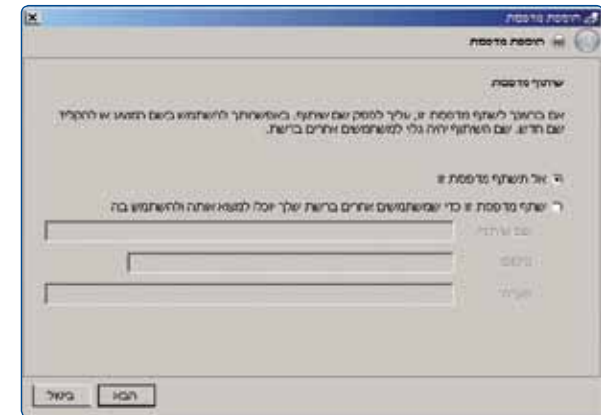 הוספת מדפסת
הוספת מדפסת
שיתוף מדפסת
אם ברצונך לשתף מדפסת זו, עליך לספק שם שיתוף. באפשרותך להשתמש בשם המוצע או להקליד
שם חדש. שם השיתוף יהיה גלוי למשתמשים אחרים ברשת.
אל תשתף מדפסת זו
שתף מדפסת זו כדי שמשתמשים אחרים ברשת שלך יוכלו למצוא אותה ולהשתמש בה
שם שיתוף:
מיקום:
הערה:
הבא
ביטול